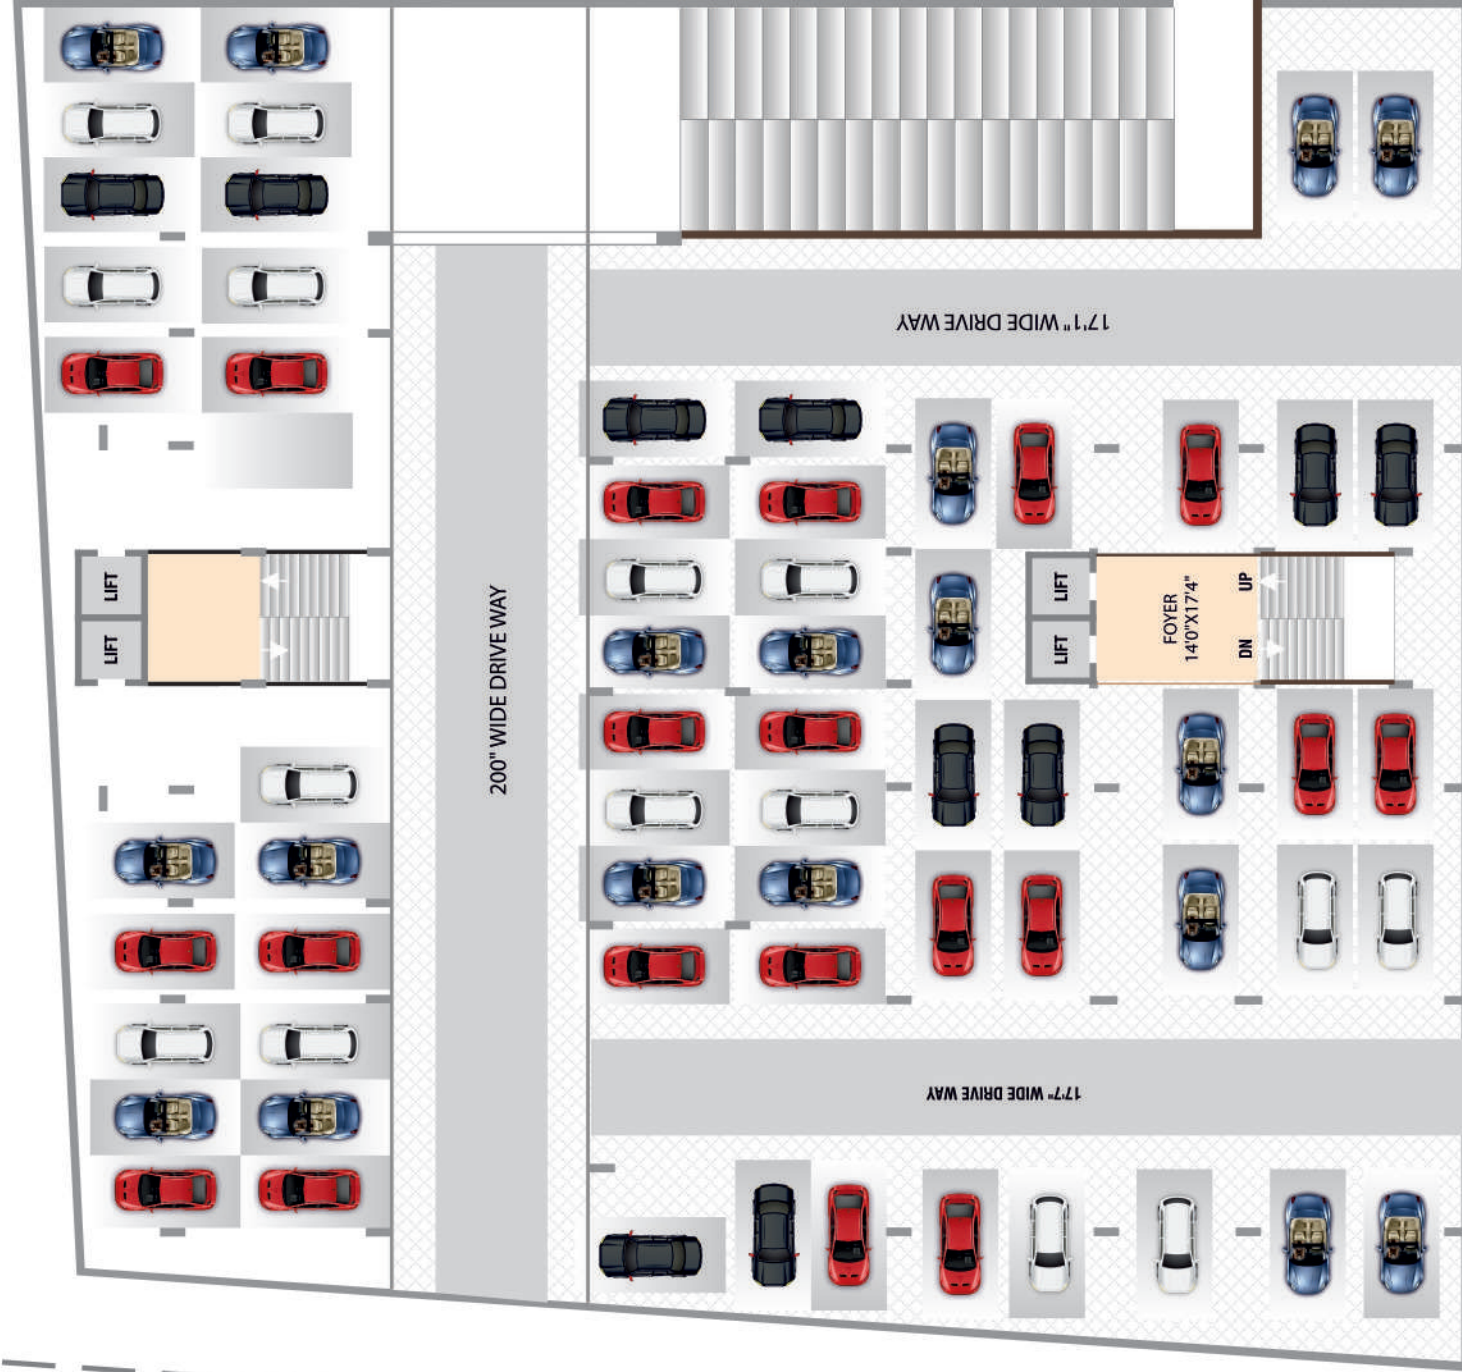 17'1" WIDE DRIVE WAY
LIFT
LIFT
200" WIDE DRIVE WAY
LIFT
LIFT
FOYER
14'0"X17'4"
UP
DN
17'7" WIDE DRIVE WAY